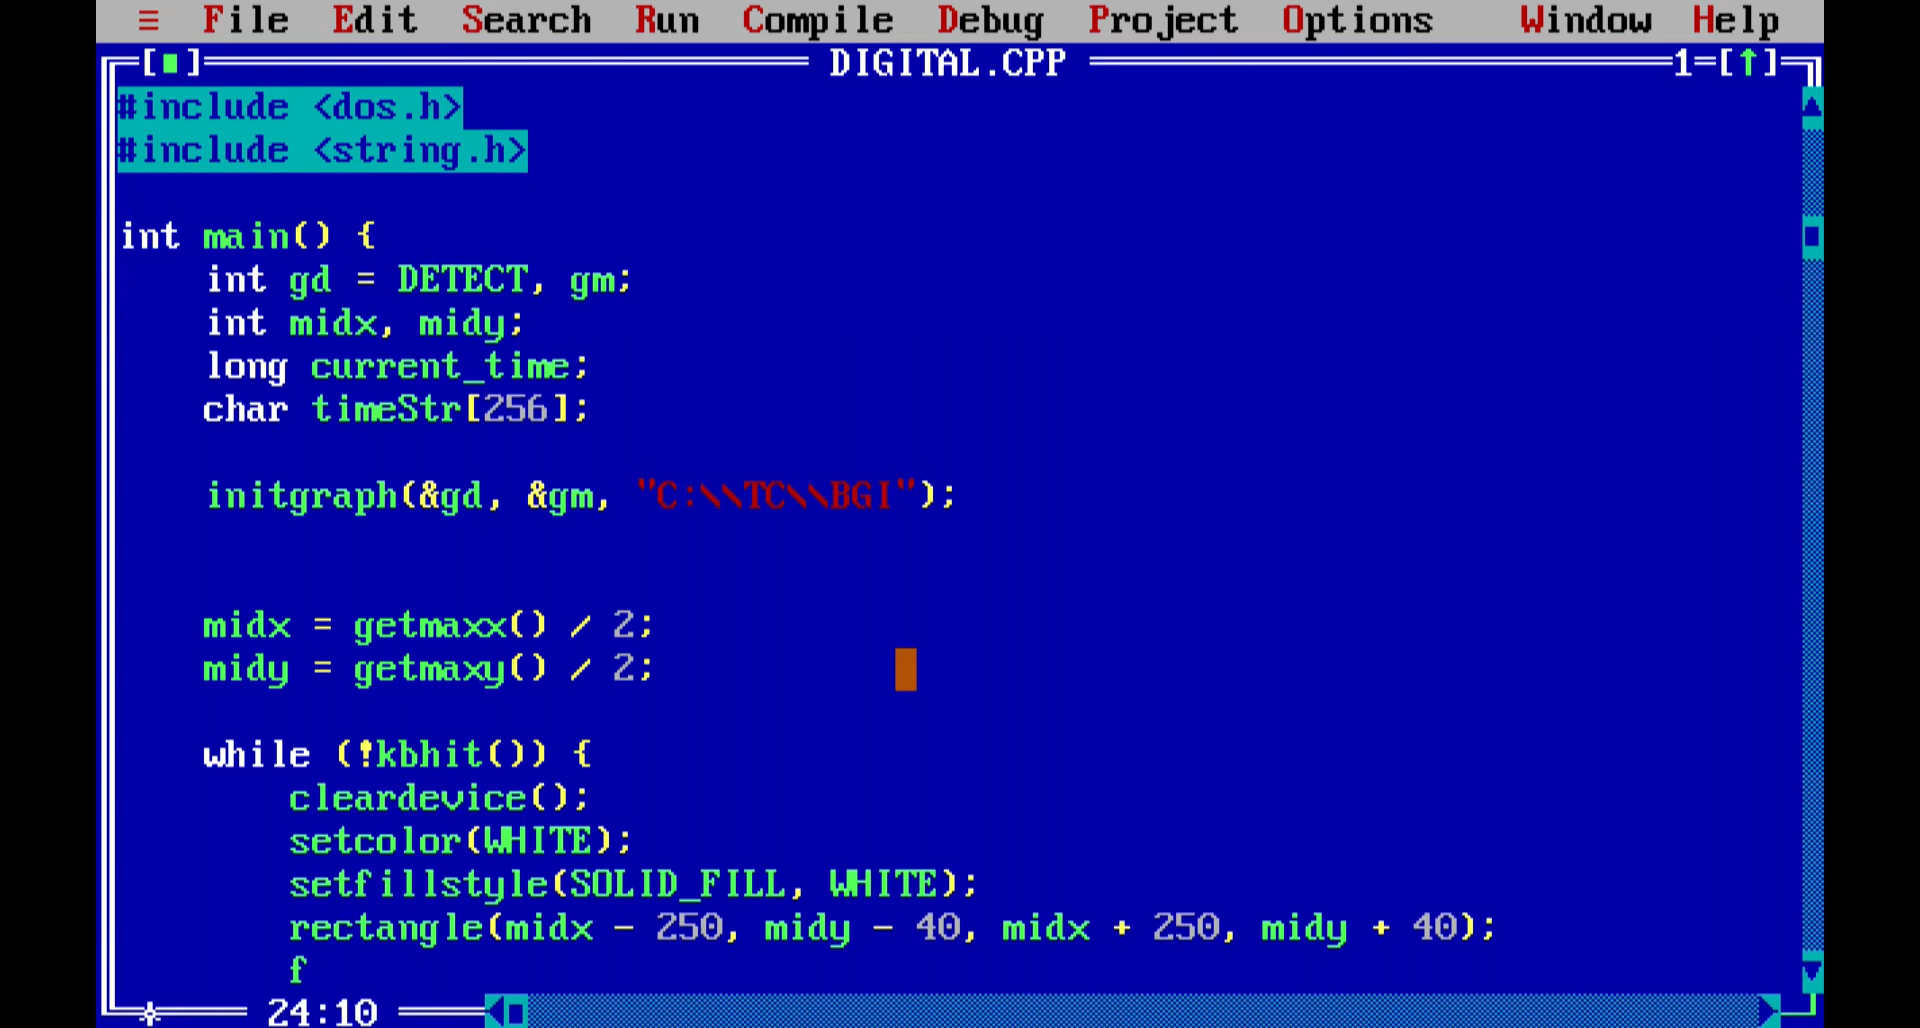 ≡ File Edit Search Run Compile Debug Project Options Window Help
[■] DIGITAL.CPP 1=[↑]
#include <dos.h>
#include <string.h>
int main() {
    int gd = DETECT, gm;
    int midx, midy;
    long current_time;
    char timeStr[256];
    initgraph(&gd, &gm, "C:\\TC\\BGI");
    midx = getmaxx() / 2;
    midy = getmaxy() / 2;
    while (!kbhit()) {
        cleardevice();
        setcolor(WHITE);
        setfillstyle(SOLID_FILL, WHITE);
        rectangle(midx - 250, midy - 40, midx + 250, midy + 40);
        f
24:10